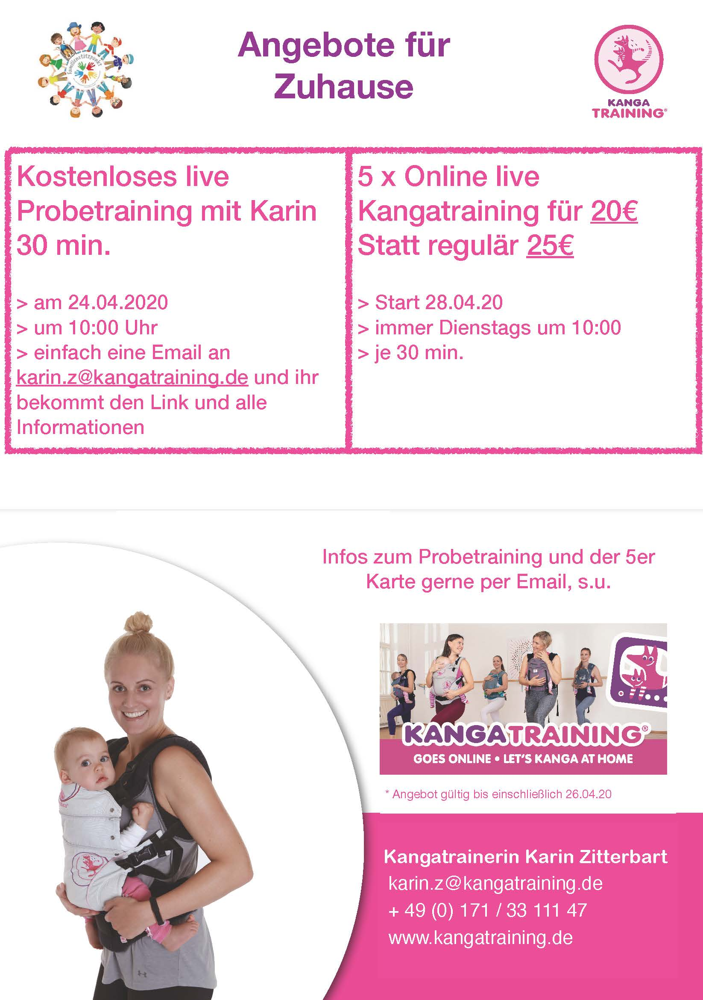 Familienstützpunkt
Angebote für
Zuhause
KANGA
TRAINING®
Kostenloses live
Probetraining mit Karin
30 min.
> am 24.04.2020
> um 10:00 Uhr
> einfach eine Email an
karin.z@kangatraining.de und ihr
bekommt den Link und alle
Informationen
5 x Online live
Kangatraining für 20€
Statt regulär 25€
> Start 28.04.20
> immer Dienstags um 10:00
> je 30 min.
Infos zum Probetraining und der 5er
Karte gerne per Email, s.u.
KANGATRAINING®
GOES ONLINE • LET'S KANGA AT HOME
* Angebot gültig bis einschließlich 26.04.20
Kangatrainerin Karin Zitterbart
karin.z@kangatraining.de
+ 49 (0) 171 / 33 111 47
www.kangatraining.de